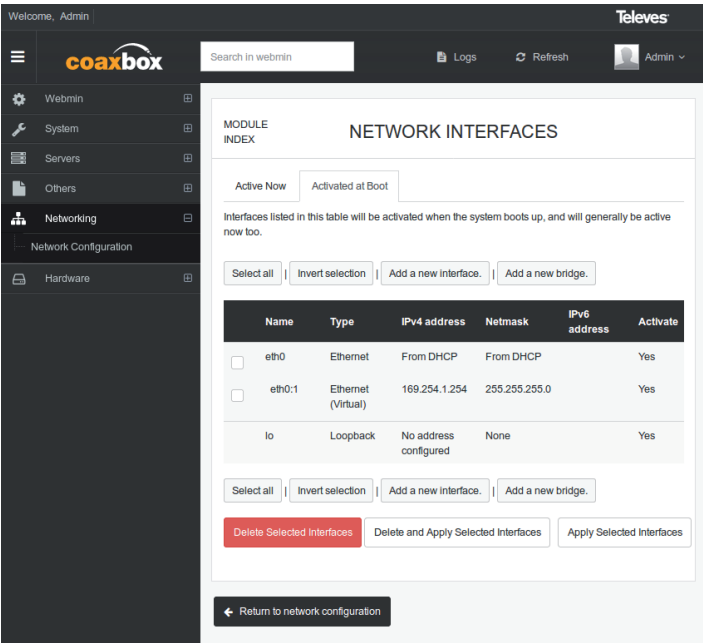 Welcome, Admin
Televes
coaxbox
Search in webmin
Logs
Refresh
Admin
Webmin
System
Servers
Others
Networking
Network Configuration
Hardware
MODULE
INDEX
NETWORK INTERFACES
Active Now
Activated at Boot
Interfaces listed in this table will be activated when the system boots up, and will generally be active
now too.
Select all | Invert selection | Add a new interface. | Add a new bridge.
Name Type IPv4 address Netmask IPv6 address Activate
eth0 Ethernet From DHCP From DHCP Yes
eth0:1 Ethernet (Virtual) 169.254.1.254 255.255.255.0 Yes
lo Loopback No address configured None Yes
Select all | Invert selection | Add a new interface. | Add a new bridge.
Delete Selected Interfaces Delete and Apply Selected Interfaces Apply Selected Interfaces
Return to network configuration